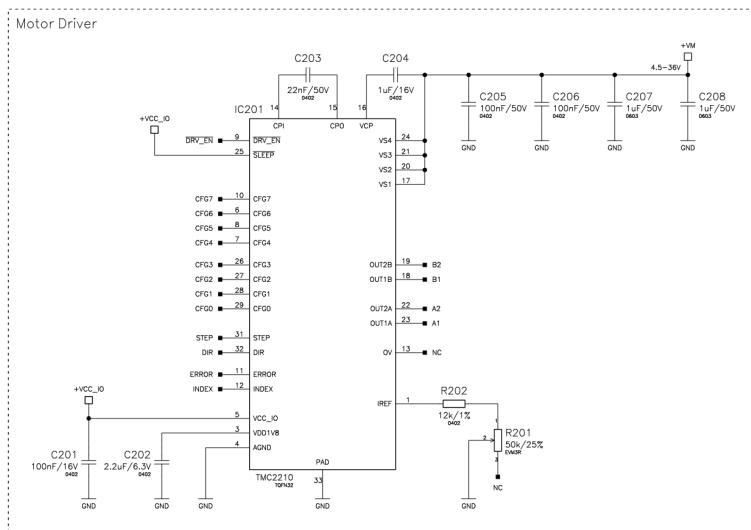 Motor Driver
+VM
4.5-36V
C203
22nF/50V
0402
C204
1uF/16V
0402
C205
100nF/50V
0402
C206
100nF/50V
0402
C207
1uF/50V
0603
C208
1uF/50V
0603
GND
GND
GND
GND
IC201
14
15
16
CPI
CPO
VCP
+VCC_IO
DRV_EN
9
DRV_EN
25
SLEEP
VS4
24
VS3
21
VS2
20
VS1
17
CFG7
10
CFG7
CFG6
6
CFG6
CFG5
8
CFG5
CFG4
7
CFG4
CFG3
26
CFG3
CFG2
27
CFG2
CFG1
28
CFG1
CFG0
29
CFG0
OUT2B
19
B2
OUT1B
18
B1
OUT2A
22
A2
OUT1A
23
A1
STEP
31
STEP
DIR
32
DIR
OV
13
NC
ERROR
11
ERROR
INDEX
12
INDEX
+VCC_IO
5
VCC_IO
3
VDD1V8
4
AGND
IREF
1
R202
12k/1%
0402
1
2
3
R201
50k/25%
EVM3R
NC
C201
100nF/16V
0402
C202
2.2uF/6.3V
0402
PAD
33
TMC2210
TQFN32
GND
GND
GND
GND
GND